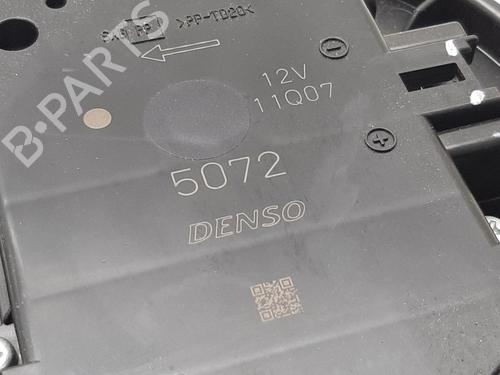 >PP-TD20<
12V
11Q07
5072
DENSO
B-PARTS